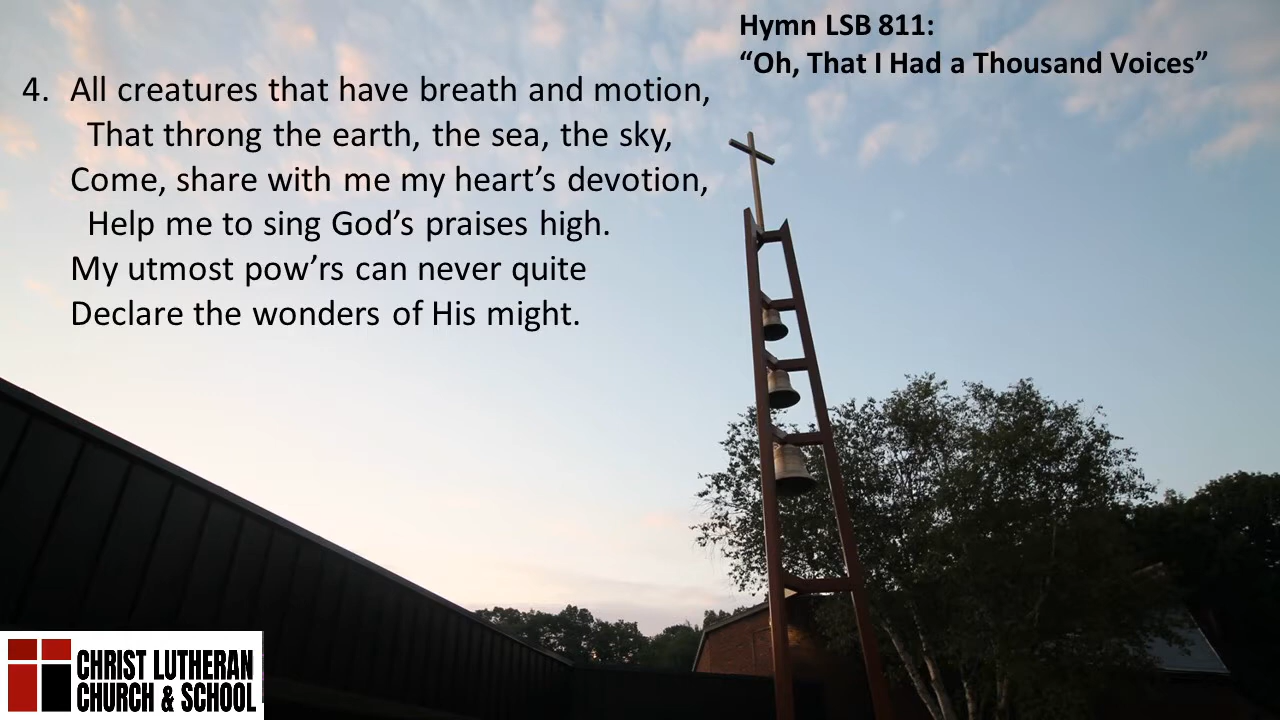 Hymn LSB 811:
“Oh, That I Had a Thousand Voices”
4. All creatures that have breath and motion,
That throng the earth, the sea, the sky,
Come, share with me my heart’s devotion,
Help me to sing God’s praises high.
My utmost pow’rs can never quite
Declare the wonders of His might.
CHRIST LUTHERAN
CHURCH & SCHOOL